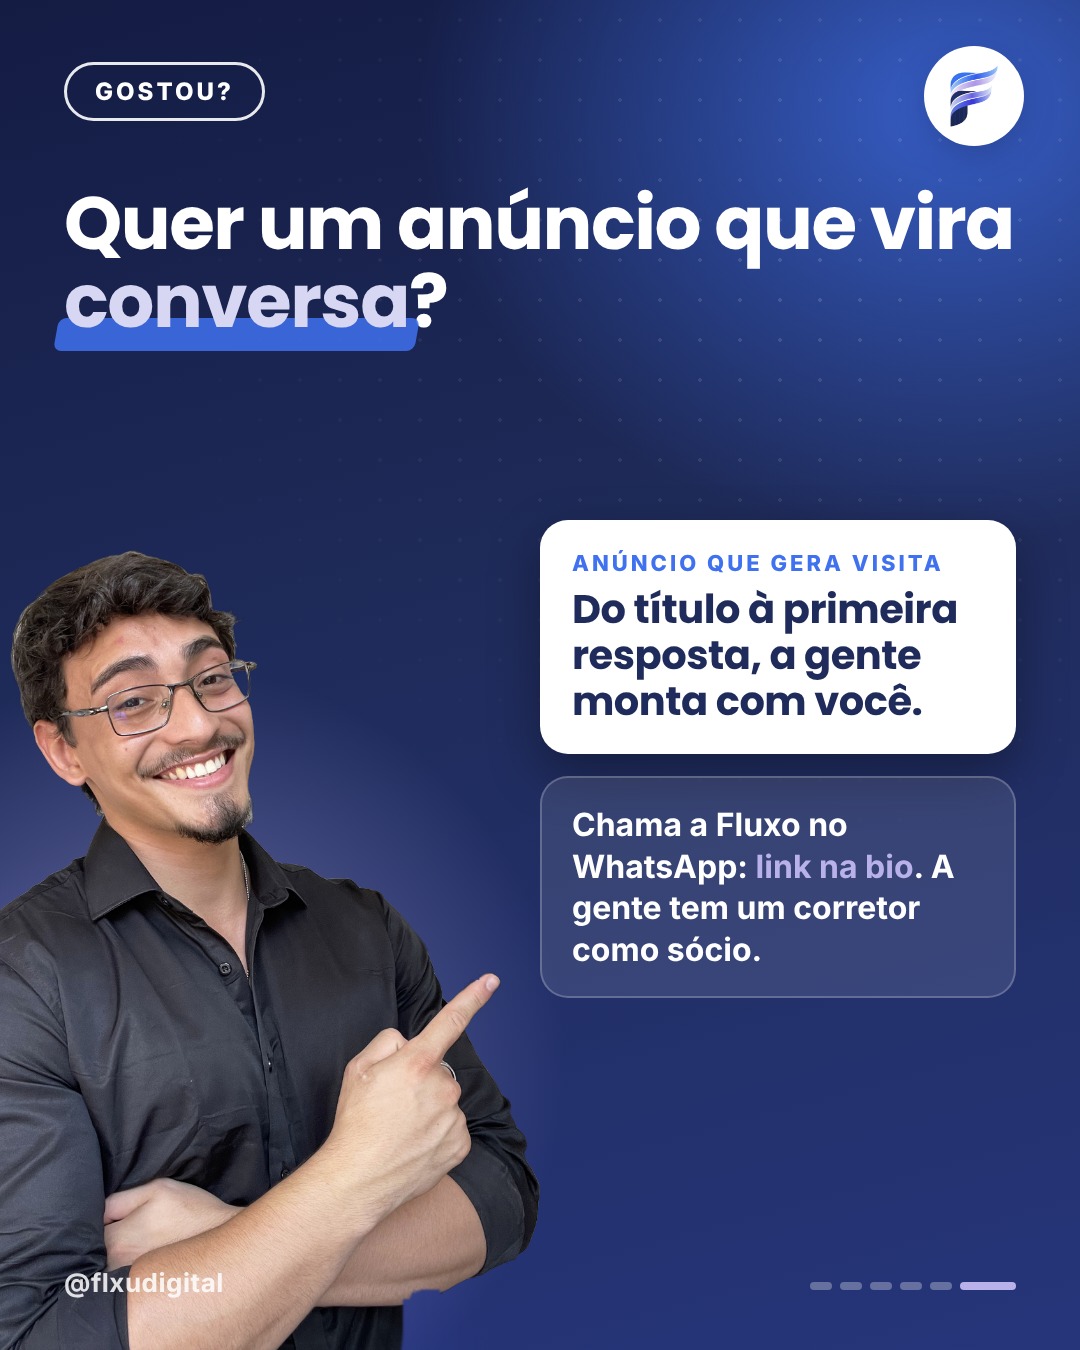 GOSTOU?
Quer um anúncio que vira
conversa?
ANÚNCIO QUE GERA VISITA
Do título à primeira
resposta, a gente
monta com você.
Chama a Fluxo no
WhatsApp: link na bio. A
gente tem um corretor
como sócio.
@flxudigital